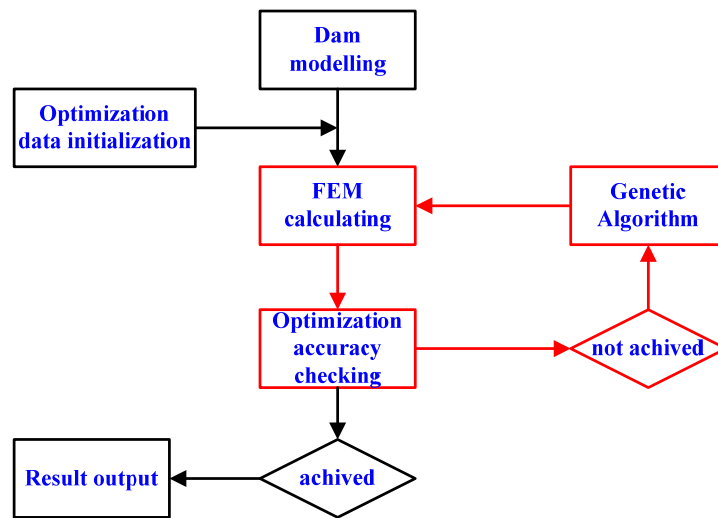 Dam
modelling
Optimization
data initialization
FEM
calculating
Genetic
Algorithm
Optimization
accuracy
checking
not achived
Result output
achived